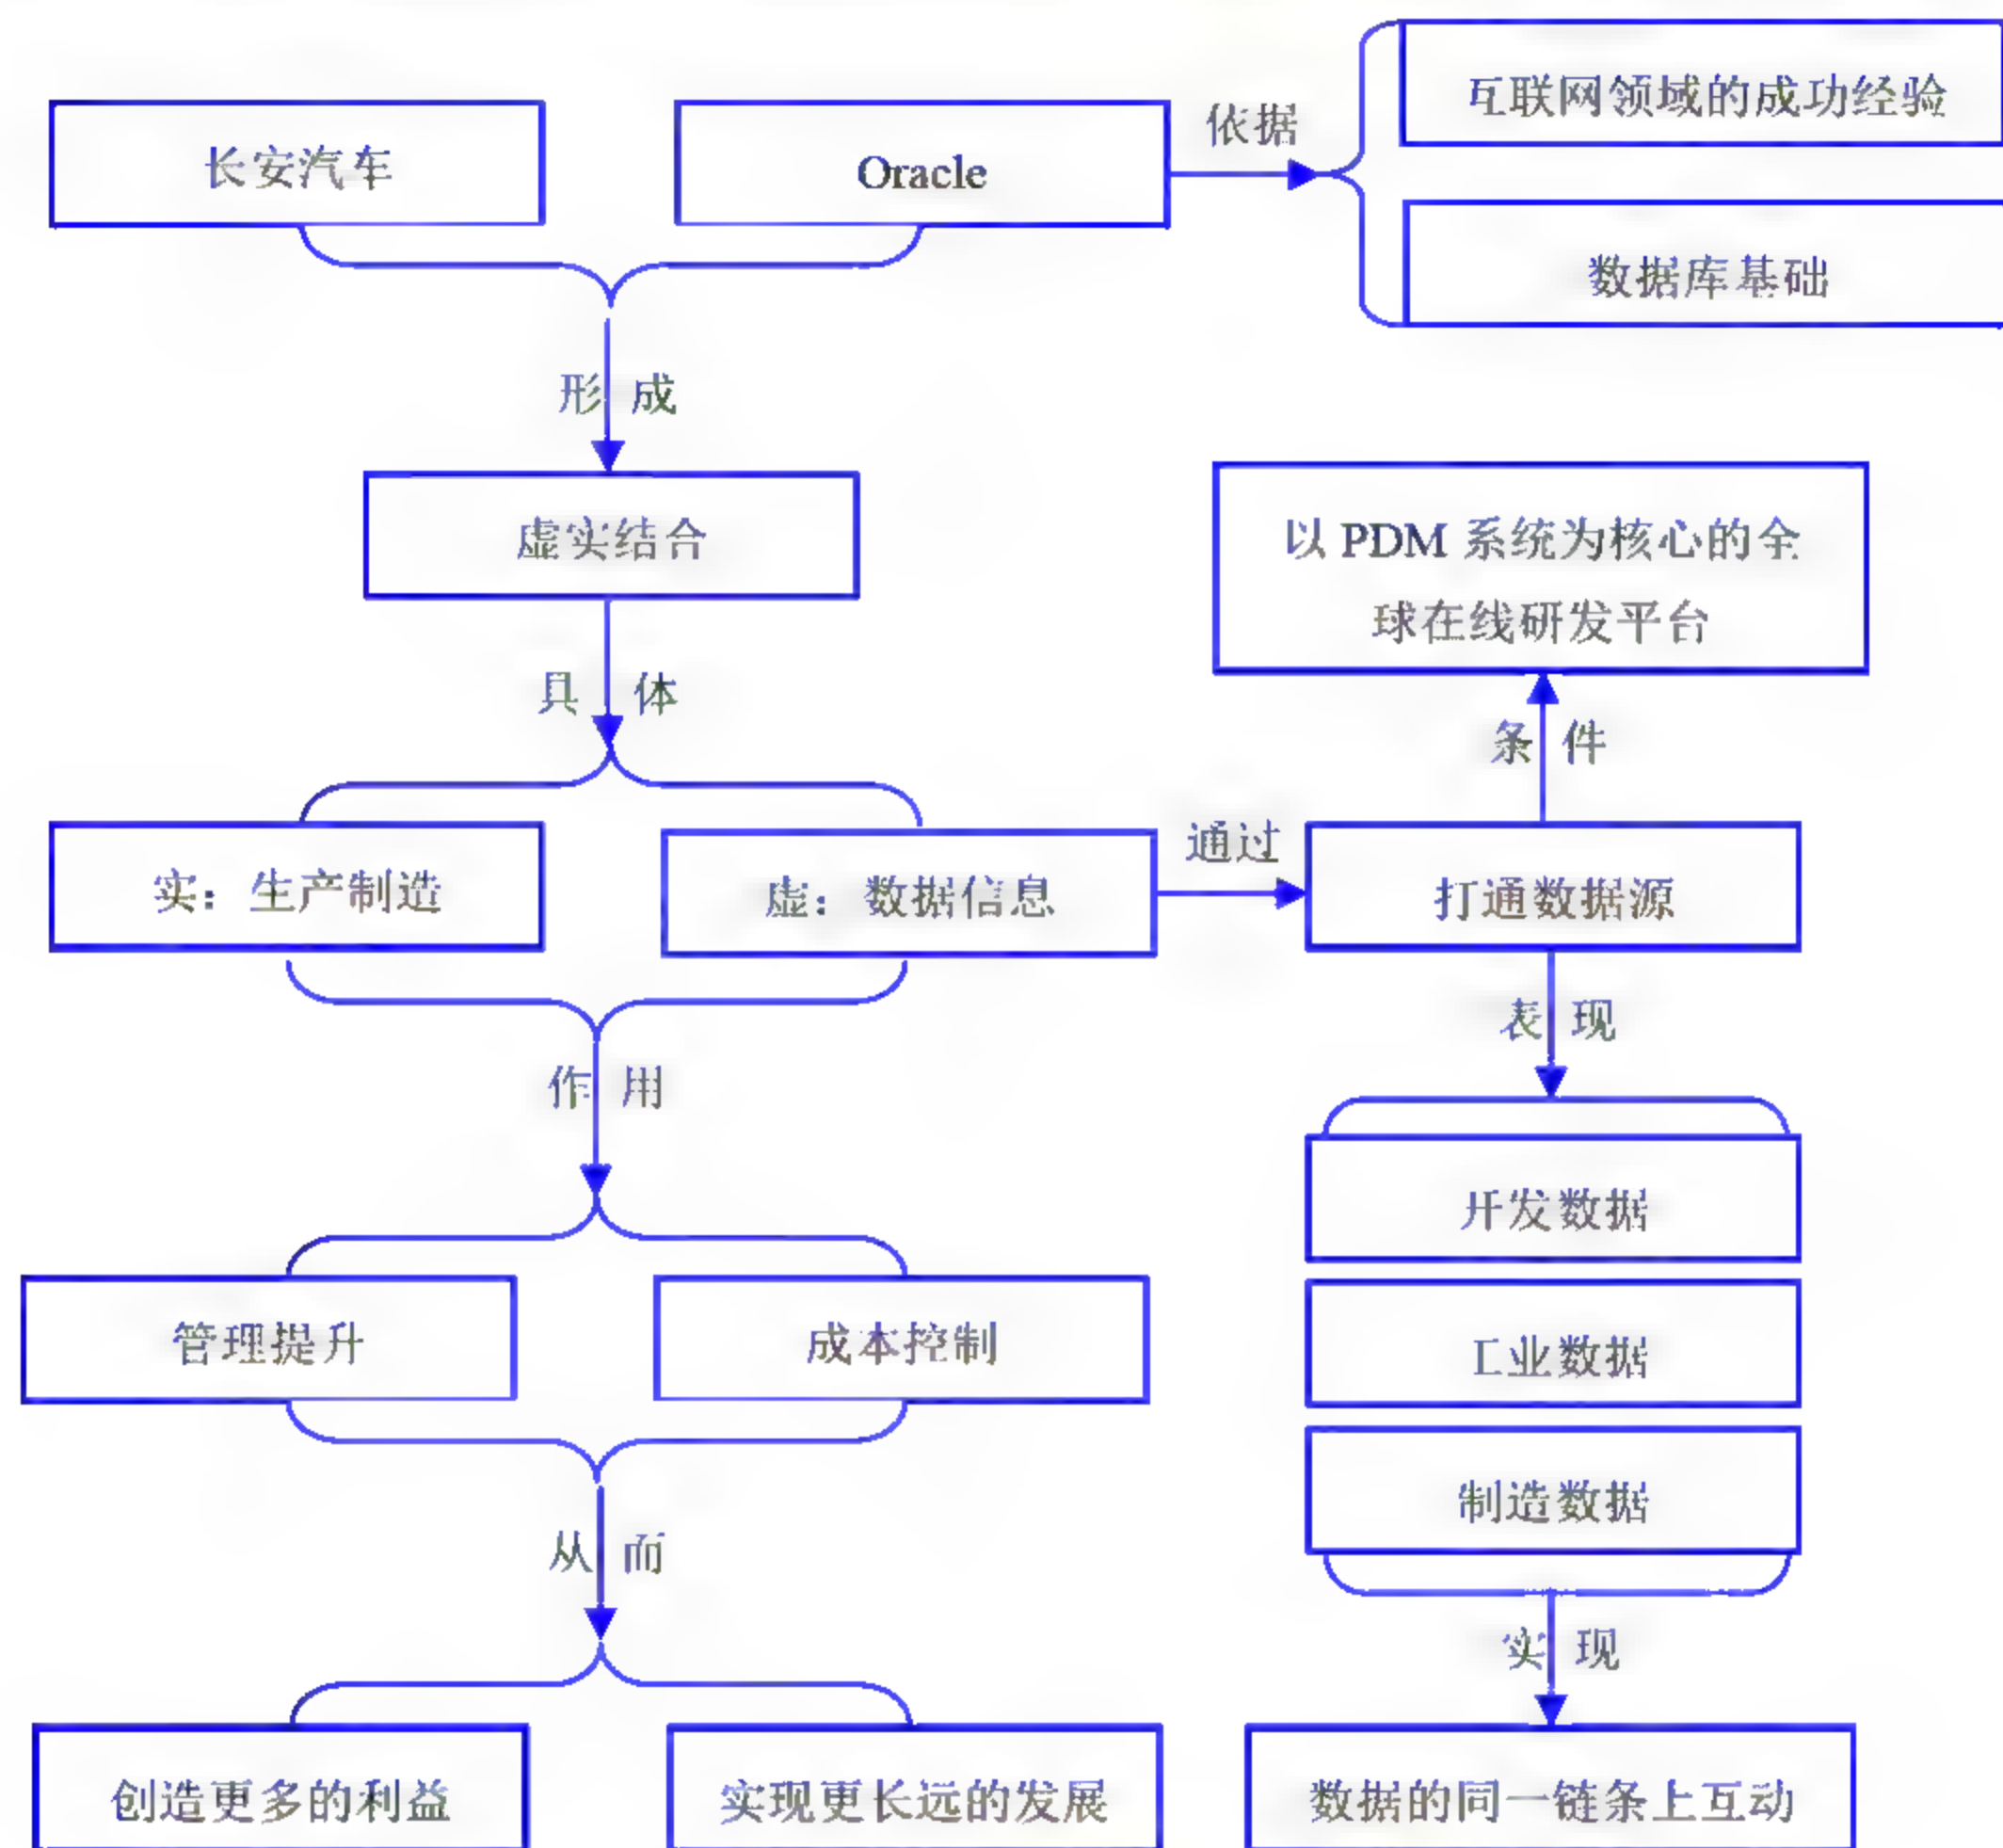 互联网领域的成功经验
依据
长安汽车
Oracle
数据库基础
形 成
虚实结合
以 PDM 系统为核心的全
球在线研发平台
具 体
条 件
通过
实：生产制造
虚：数据信息
打通数据源
表 现
作 用
开发数据
管理提升
成本控制
工业数据
制造数据
从 而
实 现
创造更多的利益
实现更长远的发展
数据的同一链条上互动